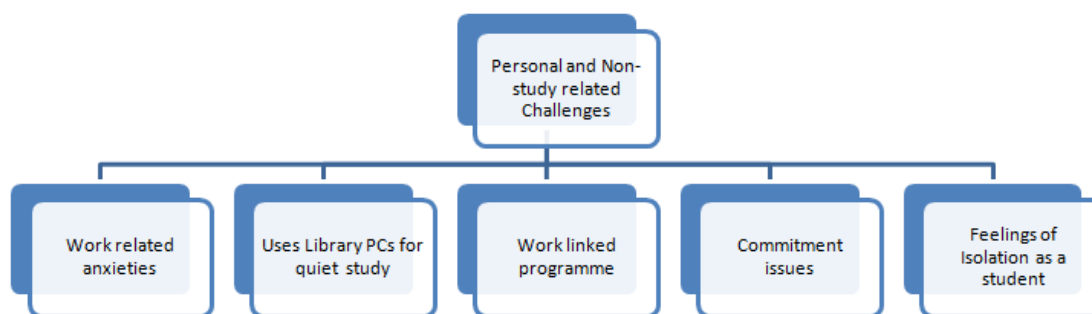 Personal and Non-
study related
Challenges
Work related
anxieties
Uses Library PCs for
quiet study
Work linked
programme
Commitment
issues
Feelings of
Isolation as a
student